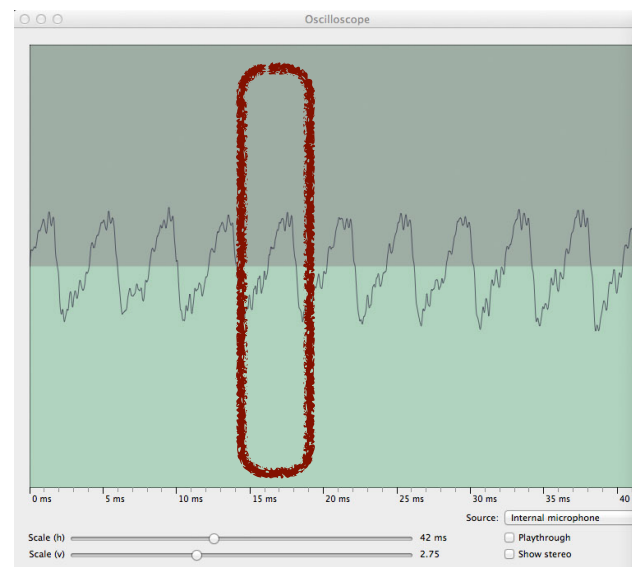 Oscilloscope
0 ms 5 ms 10 ms 15 ms 20 ms 25 ms 30 ms 35 ms 40
Source: Internal microphone
Scale (h) 42 ms Playthrough
Scale (v) 2.75 Show stereo